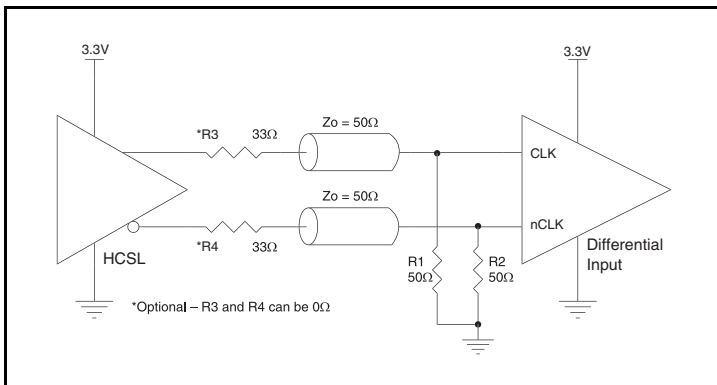 3.3V
3.3V
*R3 33Ω
Zo = 50Ω
CLK
Zo = 50Ω
nCLK
*R4 33Ω
HCSL
R1
50Ω
R2
50Ω
Differential
Input
*Optional – R3 and R4 can be 0Ω